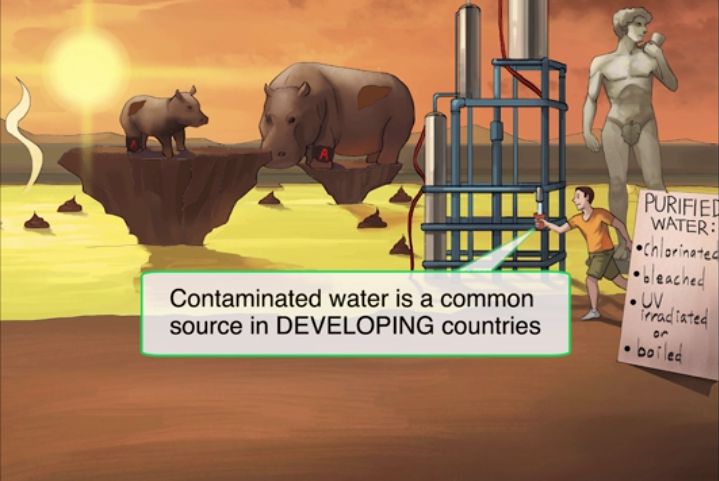 A
A
PURIFIED
WATER:
• Chlorinated
• bleached
• UV
irradiated
or
• boiled
Contaminated water is a common
source in DEVELOPING countries